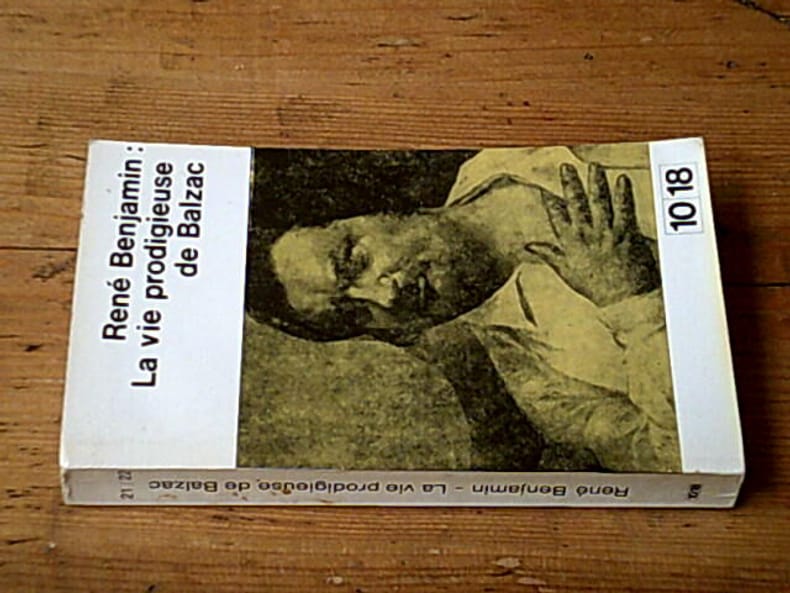 René Benjamin :
La vie prodigieuse
de Balzac
10 18
René Benjamin - La vie prodigieuse de Balzac
21 / 22